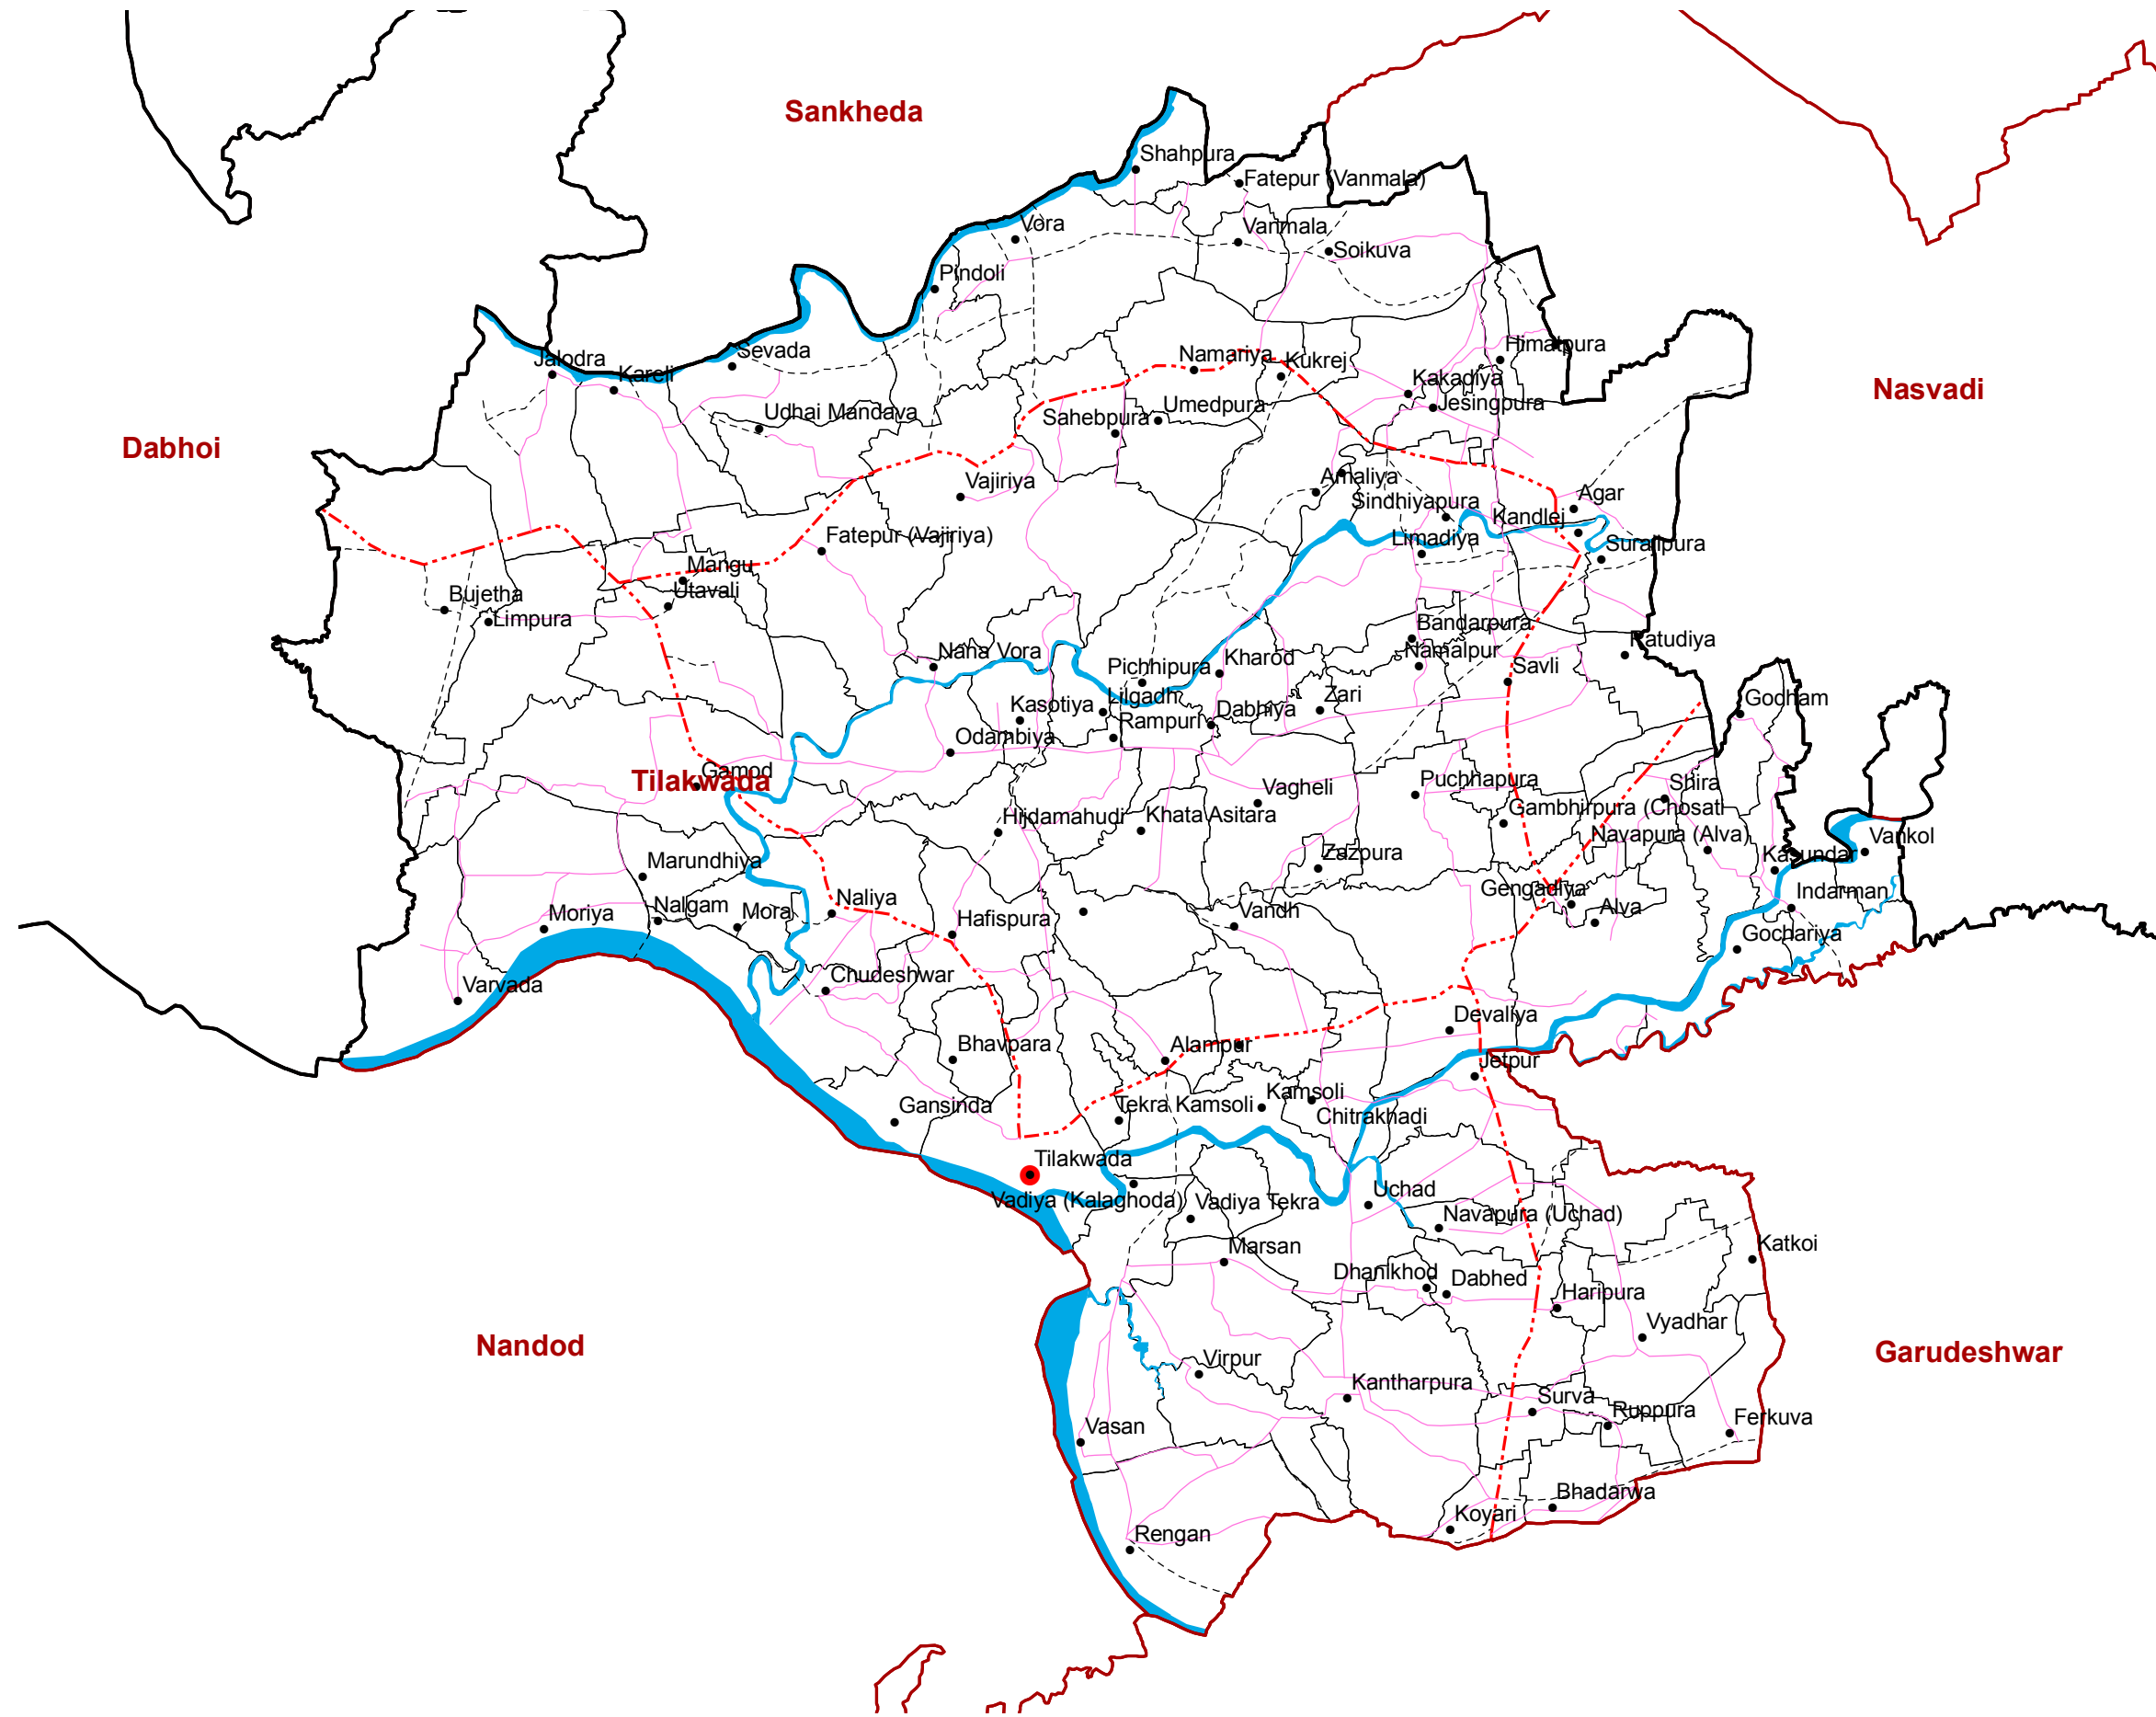 Sankheda
Shahpura
Fatepur (Vanmala)
Vora
Vanmala
Soikuva
Pindoli
Jalodra
Kareli
Sevada
Namariya
Kukrej
Himatpura
Kakadiya
Jesingpura
Nasvadi
Udhai Mandava
Sahebpura
Umedpura
Dabhoi
Vajiriya
Amaliya
Sindhiyapura
Agar
Kandlej
Fatepur (Vajiriya)
Limadiya
Suralipura
Mangu
Utavali
Bujetha
Limpura
Bandarpura
Namalpur
Ratudiya
Nana Vora
Pichhipura
Kharod
Savli
Kasotiya
Lilgadh
Rampuri
Dabhiya
Zari
Godham
Odambiya
Gamod
Tilakwada
Vagheli
Puchhapura
Shira
Gambhirpura (Chosat
Hijdamahudi
Khata Asitara
Navapura (Alva)
Vankol
Kasundar
Marundhiya
Zazpura
Gengadiya
Indarman
Moriya
Nalgam
Mora
Naliya
Hafispura
Vandh
Alva
Gochariya
Varvada
Chudeshwar
Devaliya
Bhavpara
Alampur
Jetpur
Gansinda
Tekra Kamsoli
Kamsoli
Chitrakhadi
Tilakwada
Vadiya (Kalaghoda)
Vadiya Tekra
Uchad
Navapura (Uchad)
Marsan
Katkoi
Dhanikhod
Dabhed
Haripura
Vyadhar
Nandod
Garudeshwar
Virpur
Kantharpura
Surva
Ruppura
Ferkuva
Vasan
Bhadarwa
Koyari
Rengan